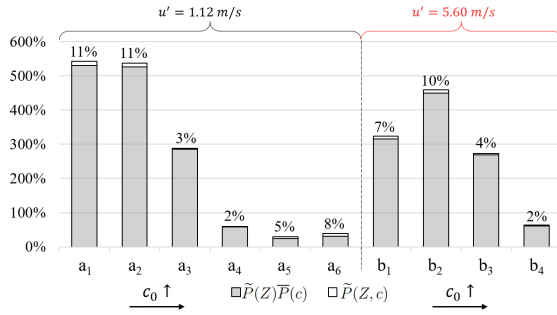 u′ = 1.12 m/s
u′ = 5.60 m/s
600%
500%
400%
300%
200%
100%
0%
11%
11%
3%
2%
5%
8%
7%
10%
4%
2%
a₁ a₂ a₃ a₄ a₅ a₆ b₁ b₂ b₃ b₄
c₀ ↑
P̃(Z)P̅(c)
P̃(Z, c)
c₀ ↑